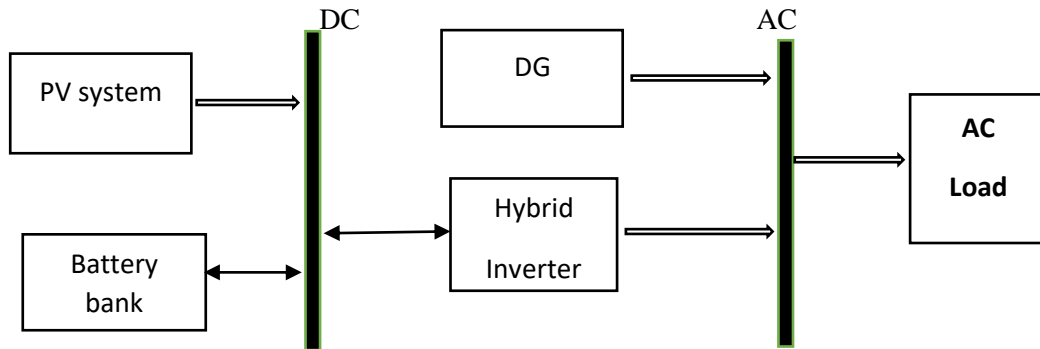 DC
AC
PV system
DG
AC
Load
Battery
bank
Hybrid
Inverter